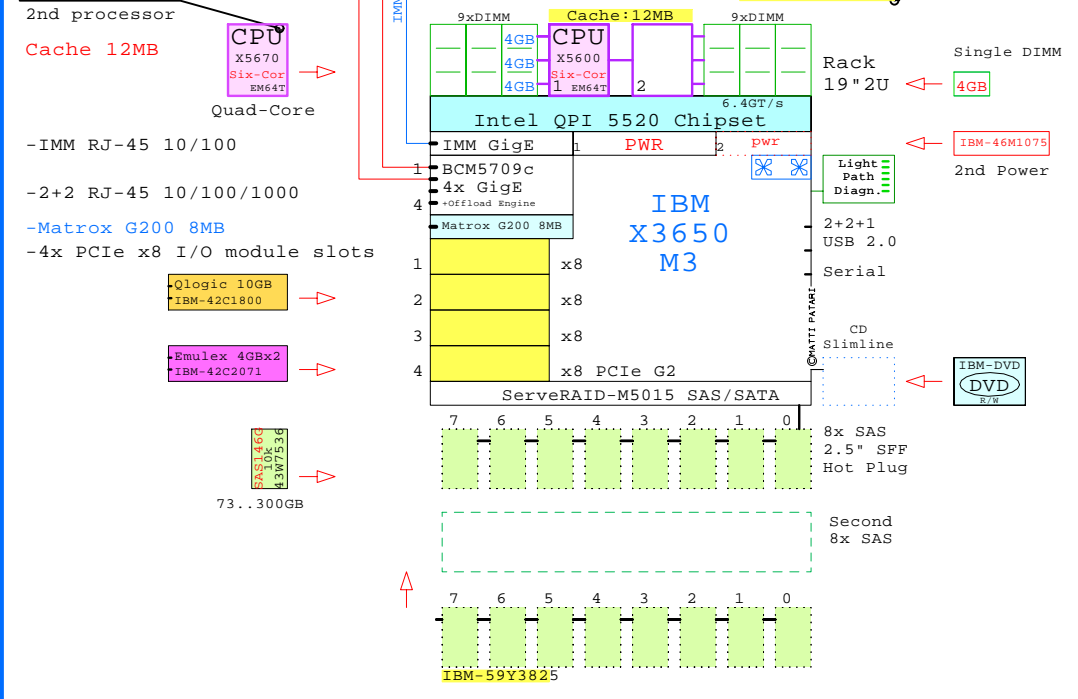 2nd processor
Cache 12MB
CPU
X5670
Six-Cor
EM64T
Quad-Core
IMM
9xDIMM
Cache:12MB
9xDIMM
4GB
4GB
4GB
CPU
X5600
Six-Cor
1 EM64T
2
6.4GT/s
Rack
19"2U
Single DIMM
4GB
Intel QPI 5520 Chipset
-IMM RJ-45 10/100
IMM GigE
1 PWR
2 pwr
IBM-46M1075
2nd Power
1 BCM5709c
4x GigE
4 +Offload Engine
Light
Path
Diagn.
-2+2 RJ-45 10/100/1000
-Matrox G200 8MB
Matrox G200 8MB
-4x PCIe x8 I/O module slots
IBM
X3650
M3
2+2+1
USB 2.0
Serial
1 x8
2 x8
3 x8
4 x8 PCIe G2
Qlogic 10GB
IBM-42C1800
Emulex 4GBx2
IBM-42C2071
©MATTI PATARI
CD
Slimline
IBM-DVD
DVD
R/W
ServeRAID-M5015 SAS/SATA
7 6 5 4 3 2 1 0
8x SAS
2.5" SFF
Hot Plug
SAS146G
10k
43W7536
73..300GB
Second
8x SAS
7 6 5 4 3 2 1 0
IBM-59Y3825